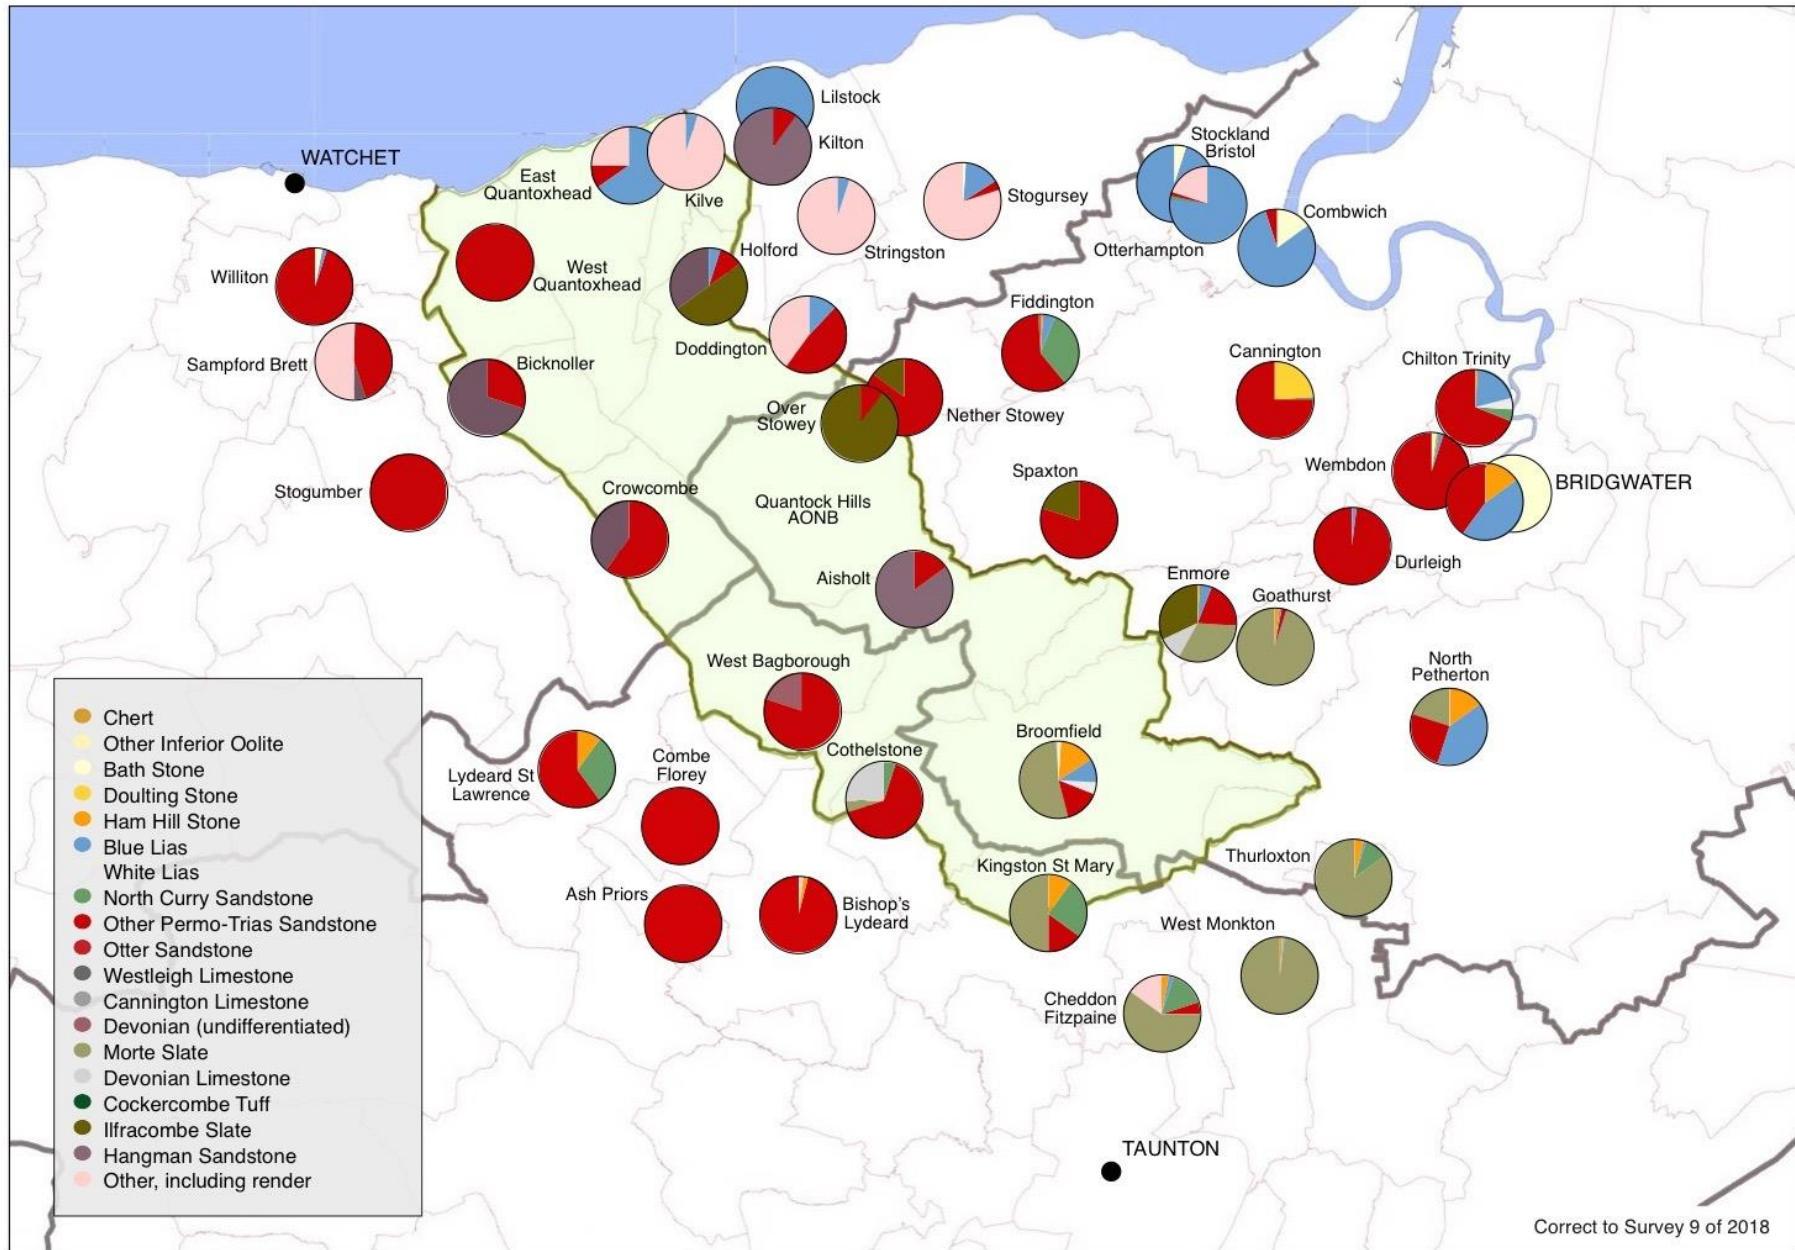 Lilstock
Kilton
WATCHET
East
Quantoxhead
Kilve
Stringston
Stogursey
Stockland
Bristol
Otterhampton
Combwich
Williton
West
Quantoxhead
Holford
Sampford Brett
Bicknoller
Doddington
Fiddington
Cannington
Chilton Trinity
Over
Stowey
Nether Stowey
Wembdon
BRIDGWATER
Stogumber
Crowcombe
Quantock Hills
AONB
Spaxton
Durleigh
Aisholt
Enmore
Goathurst
West Bagborough
North
Petherton
Lydeard St
Lawrence
Combe
Florey
Cothelstone
Broomfield
Ash Priors
Bishop's
Lydeard
Kingston St Mary
Thurloxton
West Monkton
Cheddon
Fitzpaine
TAUNTON
Chert
Other Inferior Oolite
Bath Stone
Doulting Stone
Ham Hill Stone
Blue Lias
White Lias
North Curry Sandstone
Other Permo-Trias Sandstone
Otter Sandstone
Westleigh Limestone
Cannington Limestone
Devonian (undifferentiated)
Morte Slate
Devonian Limestone
Cockercombe Tuff
Ilfracombe Slate
Hangman Sandstone
Other, including render
Correct to Survey 9 of 2018